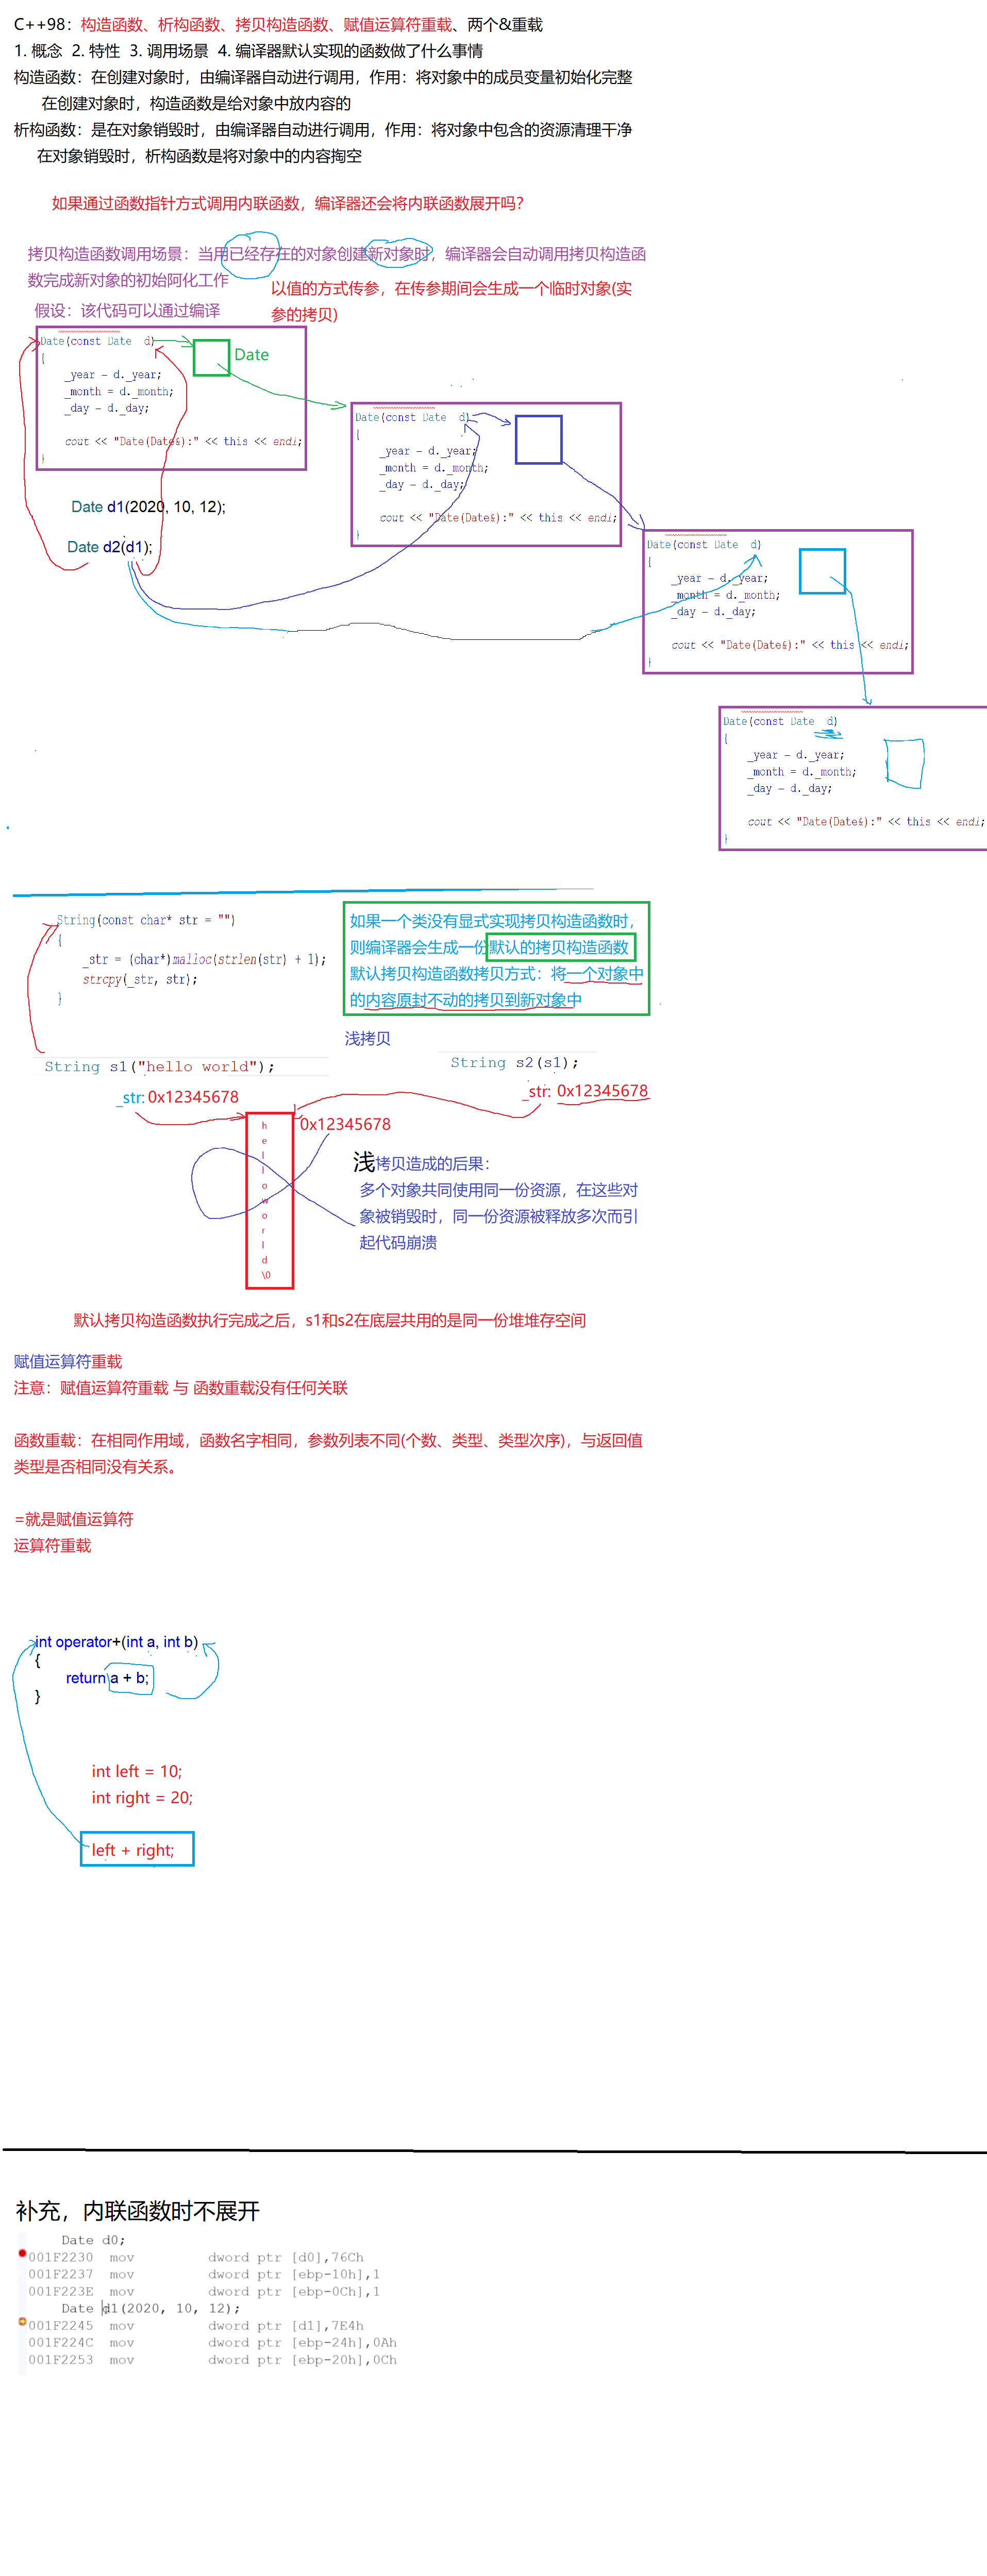 C++98：构造函数、析构函数、拷贝构造函数、赋值运算符重载、两个&重载
1. 概念  2. 特性  3. 调用场景  4. 编译器默认实现的函数做了什么事情
构造函数：在创建对象时，由编译器自动进行调用，作用：将对象中的成员变量初始化完整
在创建对象时，构造函数是给对象中放内容的
析构函数：是在对象销毁时，由编译器自动进行调用，作用：将对象中包含的资源清理干净
在对象销毁时，析构函数是将对象中的内容掏空
如果通过函数指针方式调用内联函数，编译器还会将内联函数展开吗？
拷贝构造函数调用场景：当用已经存在的对象创建新对象时，编译器会自动调用拷贝构造函
数完成新对象的初始阿化工作
以值的方式传参，在传参期间会生成一个临时对象(实
参的拷贝)
假设：该代码可以通过编译
Date(const Date  d)
{
_year = d._year;
_month = d._month;
_day = d._day;
cout << "Date(Date&):" << this << endl;
}
Date
Date(const Date  d)
{
_year = d._year;
_month = d._month;
_day = d._day;
cout << "Date(Date&):" << this << endl;
}
Date d1(2020, 10, 12);
Date d2(d1);
Date(const Date  d)
{
_year = d._year;
_month = d._month;
_day = d._day;
cout << "Date(Date&):" << this << endl;
}
Date(const Date  d)
{
_year = d._year;
_month = d._month;
_day = d._day;
cout << "Date(Date&):" << this << endl;
}
String(const char* str = "")
{
_str = (char*)malloc(strlen(str) + 1);
strcpy(_str, str);
}
如果一个类没有显式实现拷贝构造函数时，
则编译器会生成一份默认的拷贝构造函数
默认拷贝构造函数拷贝方式：将一个对象中
的内容原封不动的拷贝到新对象中
浅拷贝
String s1("hello world");
String s2(s1);
_str: 0x12345678
_str: 0x12345678
0x12345678
h
e
l
l
o
w
o
r
l
d
\0
浅拷贝造成的后果：
多个对象共同使用同一份资源，在这些对
象被销毁时，同一份资源被释放多次而引
起代码崩溃
默认拷贝构造函数执行完成之后，s1和s2在底层共用的是同一份堆堆存空间
赋值运算符重载
注意：赋值运算符重载 与 函数重载没有任何关联
函数重载：在相同作用域，函数名字相同，参数列表不同(个数、类型、类型次序)，与返回值
类型是否相同没有关系。
=就是赋值运算符
运算符重载
int operator+(int a, int b)
{
return a + b;
}
int left = 10;
int right = 20;
left + right;
补充，内联函数时不展开
Date d0;
001F2230  mov  dword ptr [d0],76Ch
001F2237  mov  dword ptr [ebp-10h],1
001F223E  mov  dword ptr [ebp-0Ch],1
Date d1(2020, 10, 12);
001F2245  mov  dword ptr [d1],7E4h
001F224C  mov  dword ptr [ebp-24h],0Ah
001F2253  mov  dword ptr [ebp-20h],0Ch